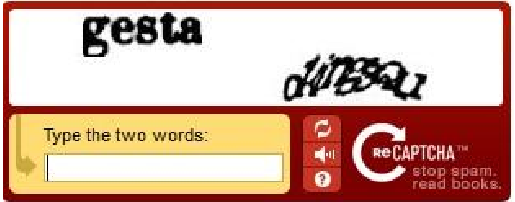 gesta
Type the two words:
reCAPTCHA™
stop spam.
read books.